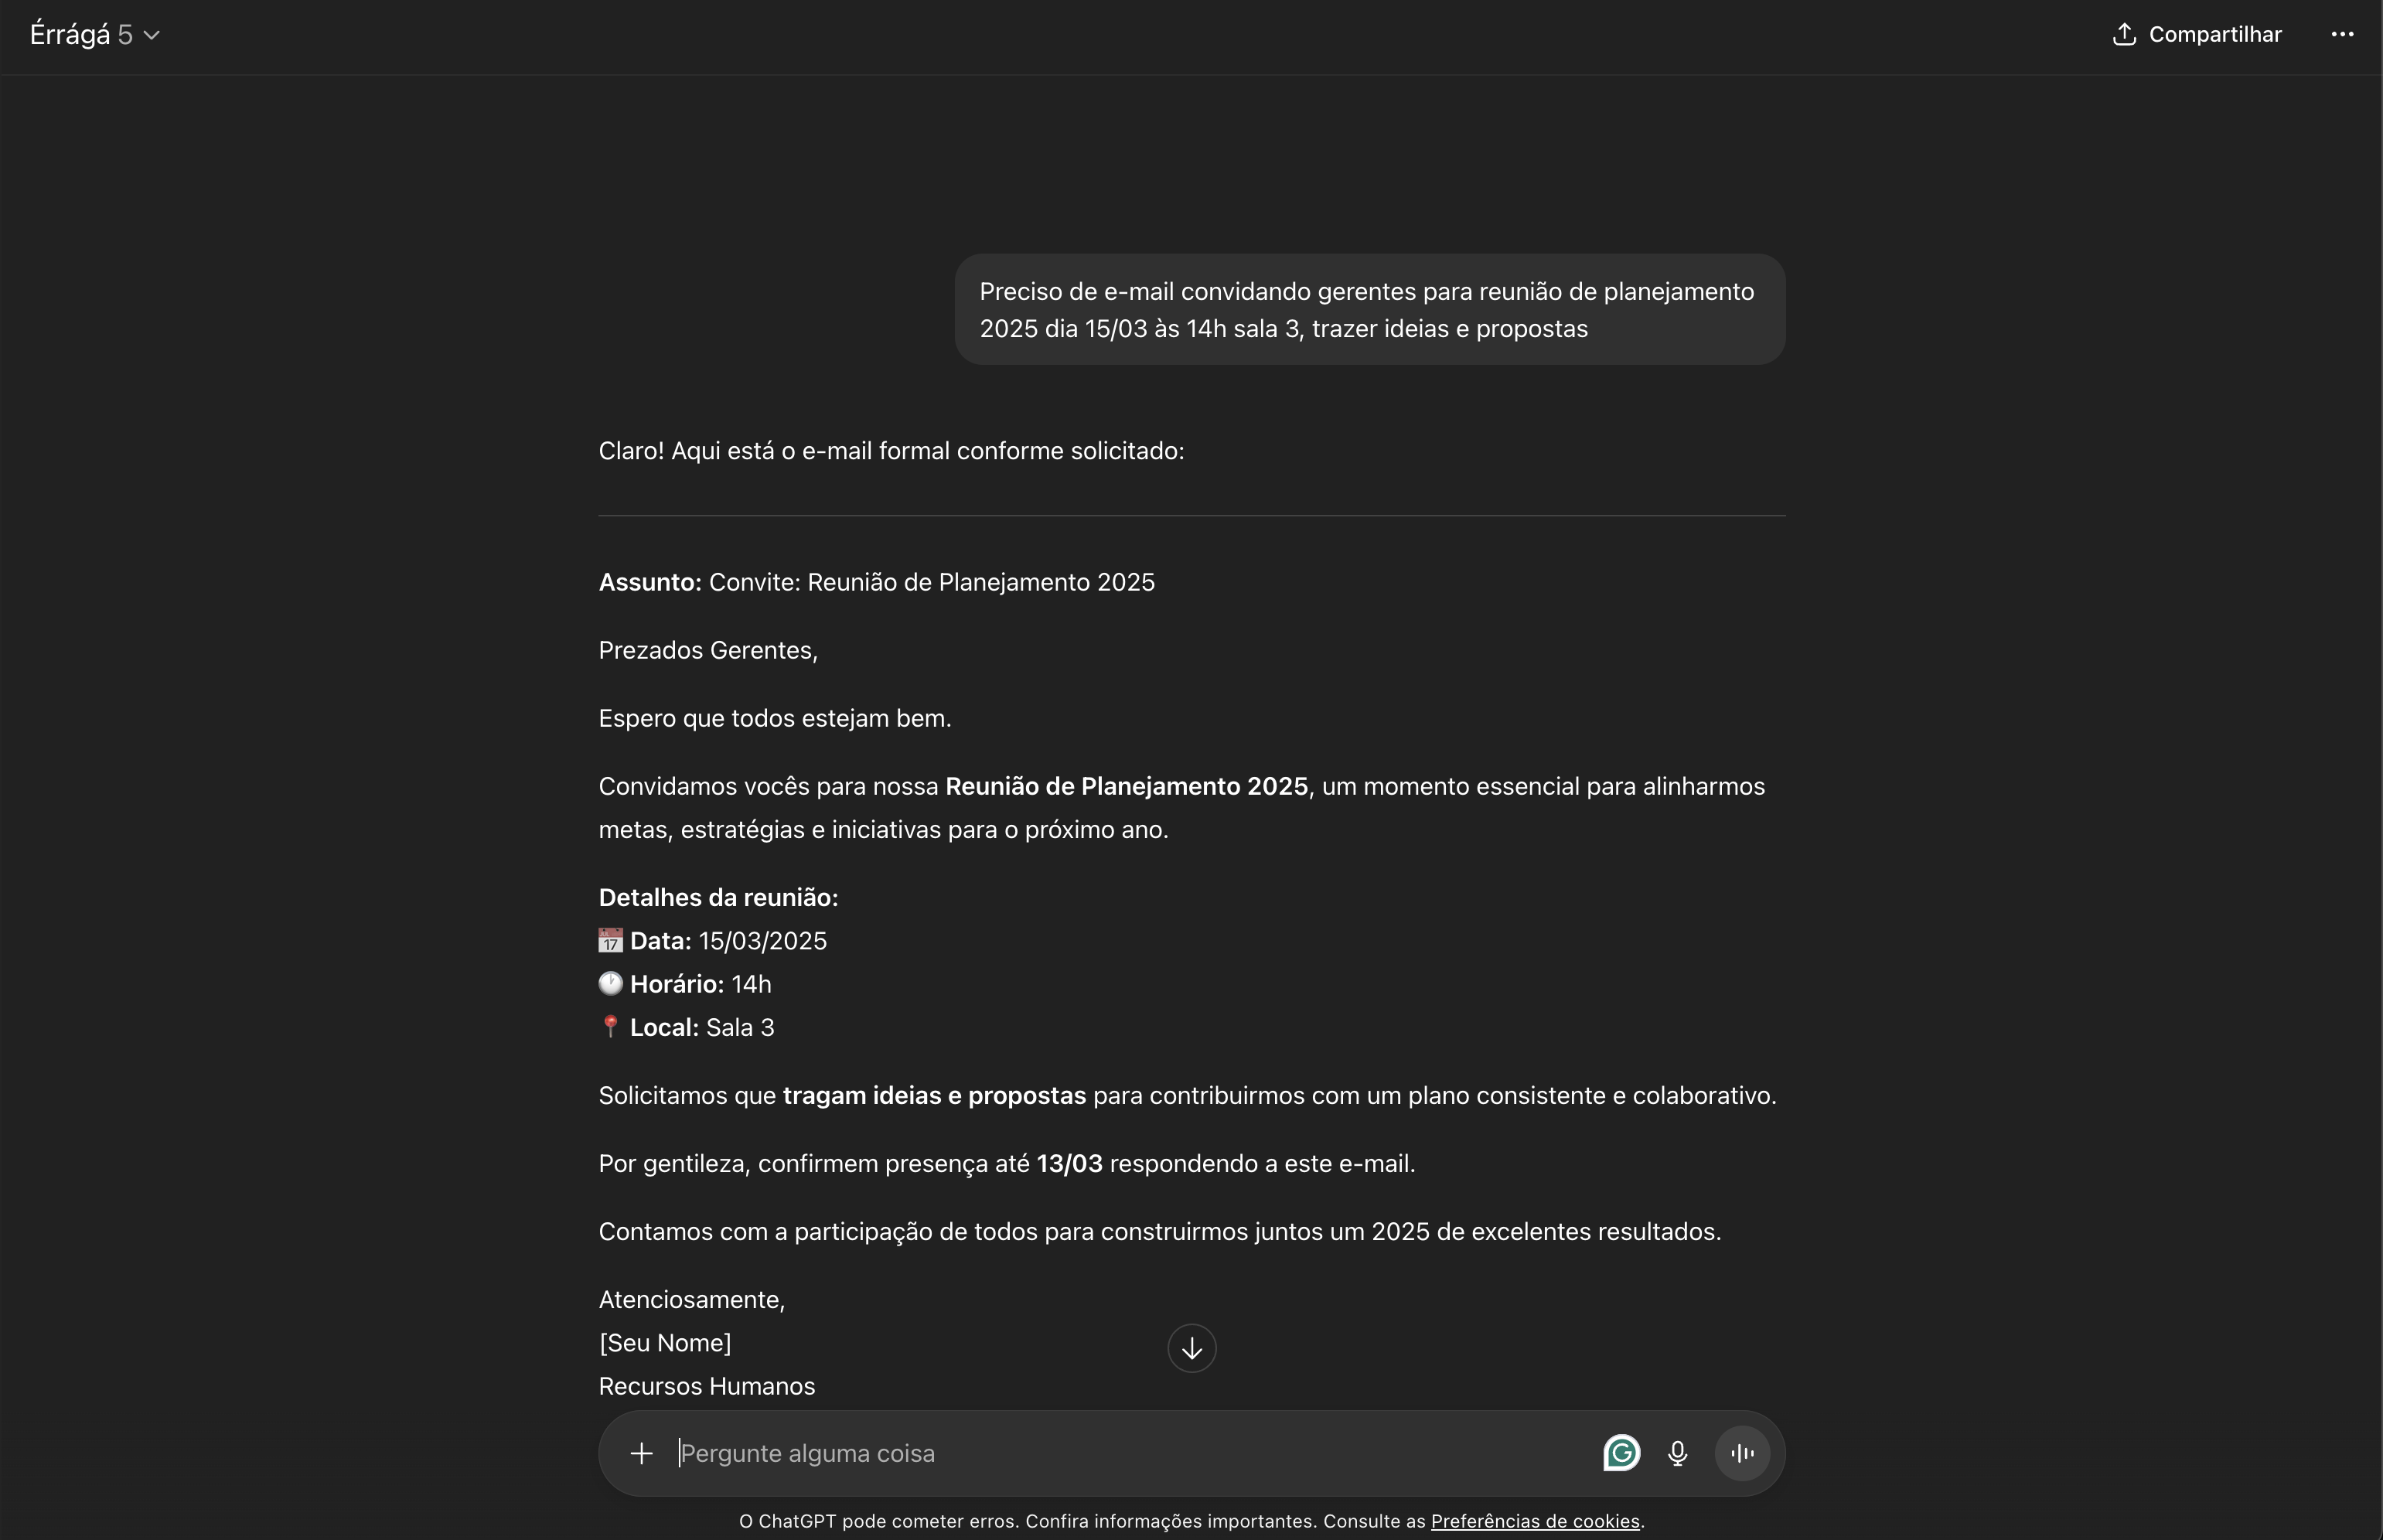 Érrágá 5
Compartilhar
Preciso de e-mail convidando gerentes para reunião de planejamento
2025 dia 15/03 às 14h sala 3, trazer ideias e propostas
Claro! Aqui está o e-mail formal conforme solicitado:
Assunto: Convite: Reunião de Planejamento 2025
Prezados Gerentes,
Espero que todos estejam bem.
Convidamos vocês para nossa Reunião de Planejamento 2025, um momento essencial para alinharmos
metas, estratégias e iniciativas para o próximo ano.
Detalhes da reunião:
📅 Data: 15/03/2025
🕐 Horário: 14h
📍 Local: Sala 3
Solicitamos que tragam ideias e propostas para contribuirmos com um plano consistente e colaborativo.
Por gentileza, confirmem presença até 13/03 respondendo a este e-mail.
Contamos com a participação de todos para construirmos juntos um 2025 de excelentes resultados.
Atenciosamente,
[Seu Nome]
Recursos Humanos
Pergunte alguma coisa
O ChatGPT pode cometer erros. Confira informações importantes. Consulte as Preferências de cookies.